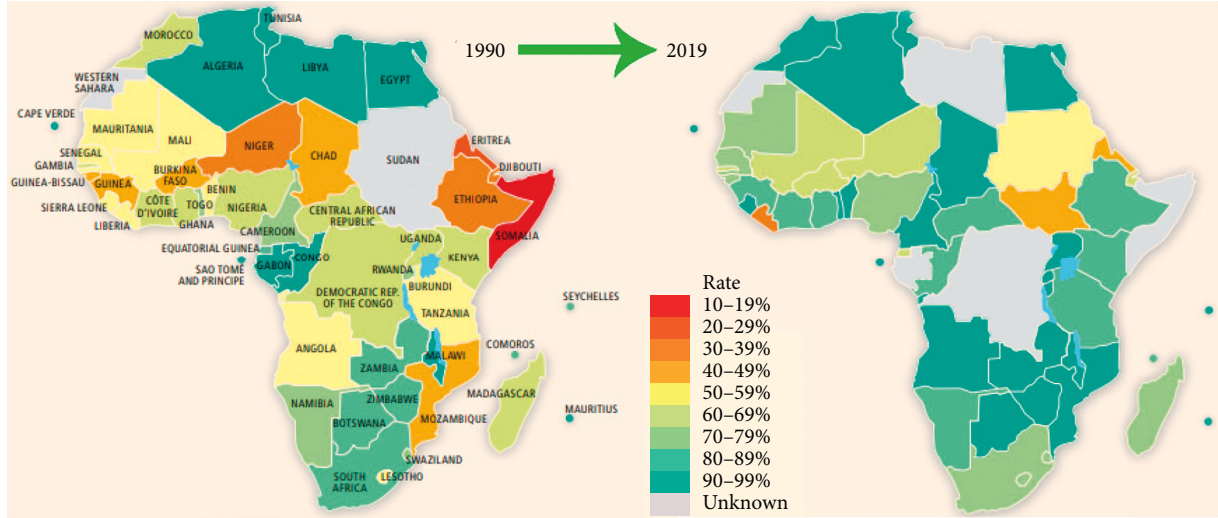 TUNISIA
MOROCCO
1990
2019
ALGERIA
LIBYA
EGYPT
WESTERN
SAHARA
CAPE VERDE
MAURITANIA
MALI
NIGER
ERITREA
SENEGAL
CHAD
SUDAN
GAMBIA
BURKINA
FASO
DJIBOUTI
GUINEA-BISSAU
GUINEA
BENIN
ETHIOPIA
SIERRA LEONE
CÔTE
D'IVOIRE
TOGO
NIGERIA
CENTRAL AFRICAN
REPUBLIC
LIBERIA
GHANA
CAMEROON
SOMALIA
EQUATORIAL GUINEA
UGANDA
GABON
CONGO
KENYA
SAO TOMÉ
AND PRINCIPE
RWANDA
DEMOCRATIC REP.
OF THE CONGO
BURUNDI
TANZANIA
SEYCHELLES
ANGOLA
COMOROS
MALAWI
ZAMBIA
MADAGASCAR
NAMIBIA
ZIMBABWE
MAURITIUS
BOTSWANA
MOZAMBIQUE
SWAZILAND
SOUTH
AFRICA
LESOTHO
Rate
10–19%
20–29%
30–39%
40–49%
50–59%
60–69%
70–79%
80–89%
90–99%
Unknown